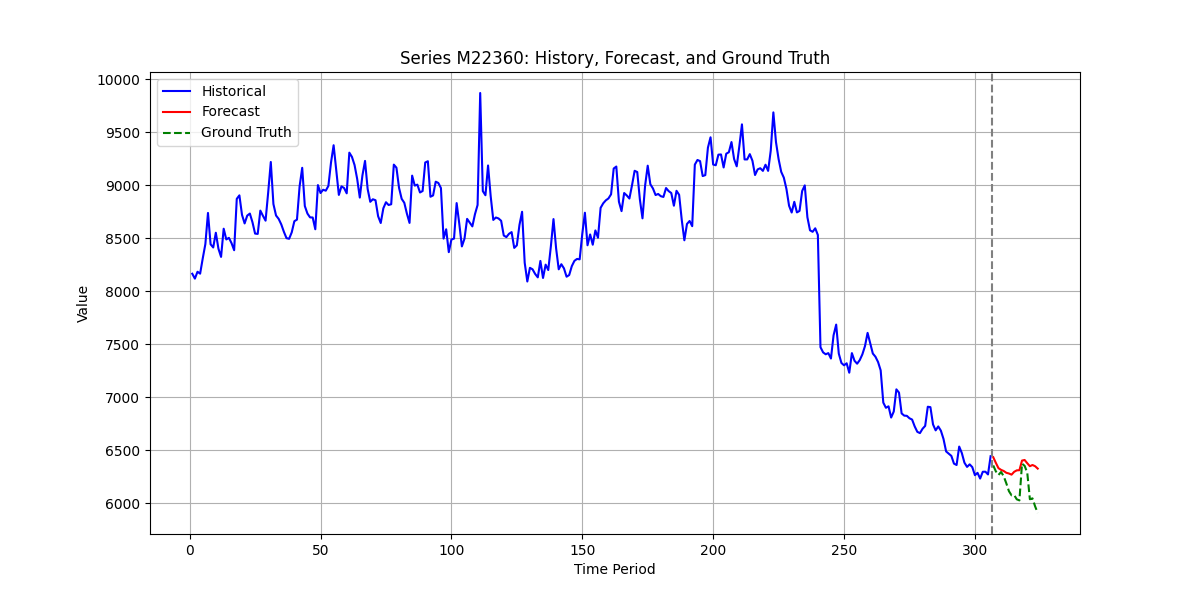 Series M22360: History, Forecast, and Ground Truth
Historical
Forecast
Ground Truth
10000
9500
9000
8500
8000
7500
7000
6500
6000
Value
0 50 100 150 200 250 300
Time Period